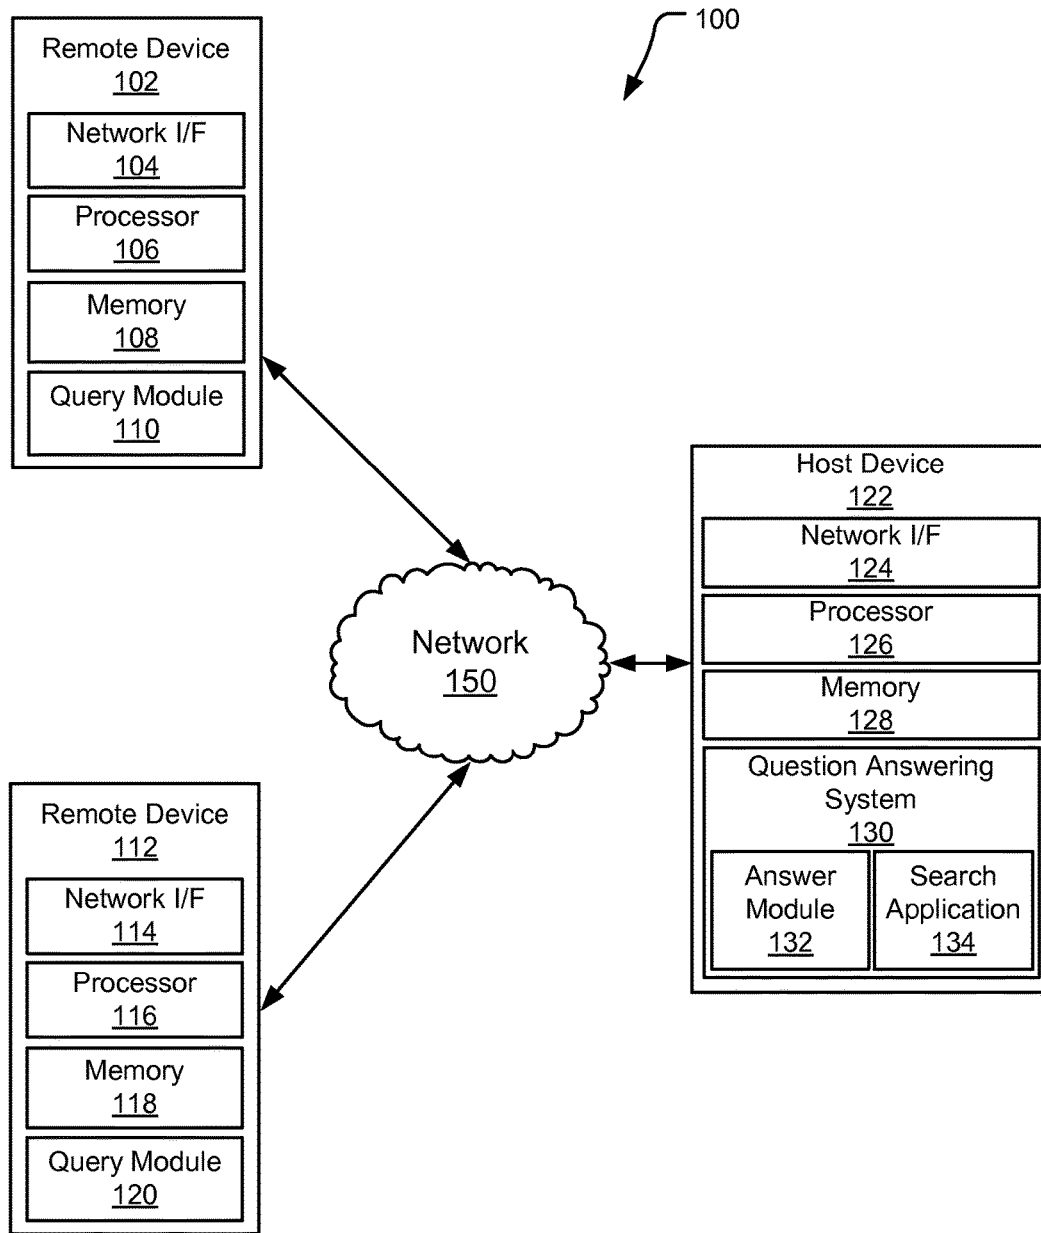 100
Remote Device
102
Network I/F
104
Processor
106
Memory
108
Query Module
110
Network
150
Host Device
122
Network I/F
124
Processor
126
Memory
128
Question Answering
System
130
Answer
Module
132
Search
Application
134
Remote Device
112
Network I/F
114
Processor
116
Memory
118
Query Module
120